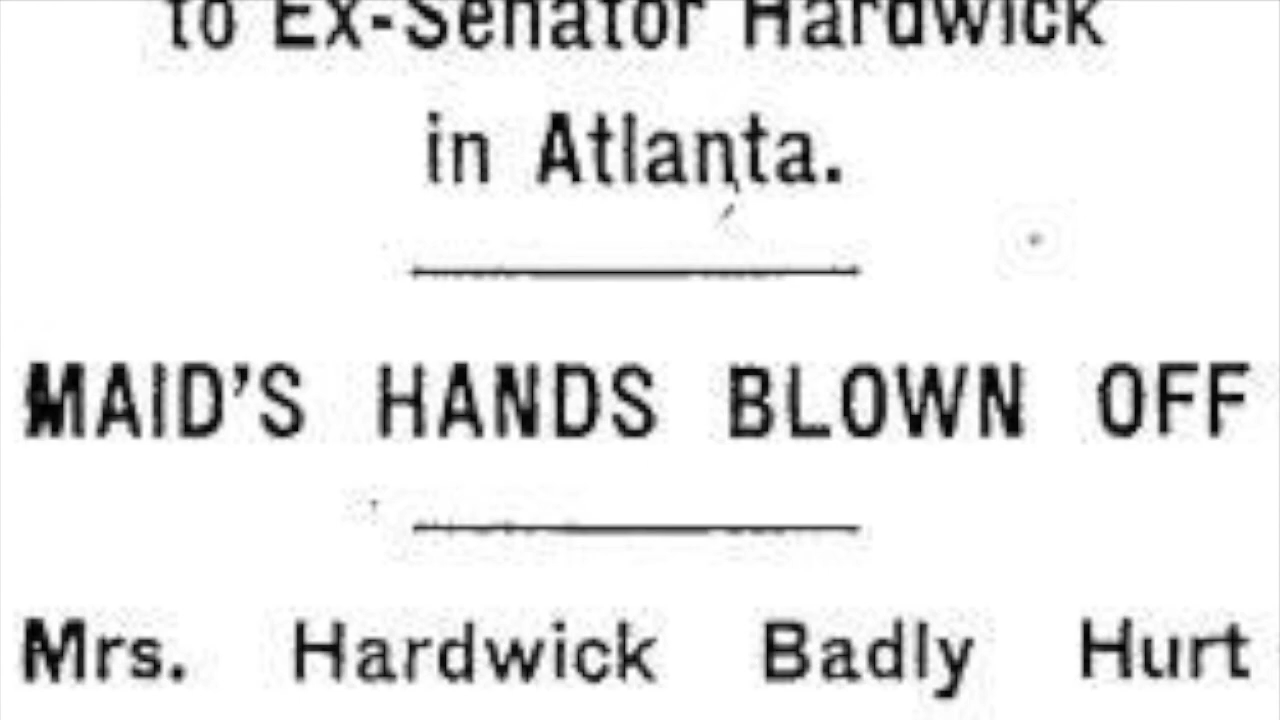 to Ex-Senator Hardwick
in Atlanta.
MAID'S HANDS BLOWN OFF
Mrs. Hardwick Badly Hurt